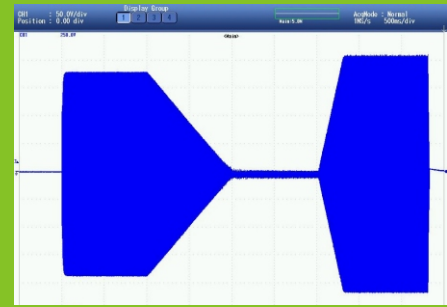 CH1 : 50.0V/div
Position : 0.00 div
Display Group
1 2 3 4
AcqMode : Normal
1MS/s 500ms/div
CH1 250.0V